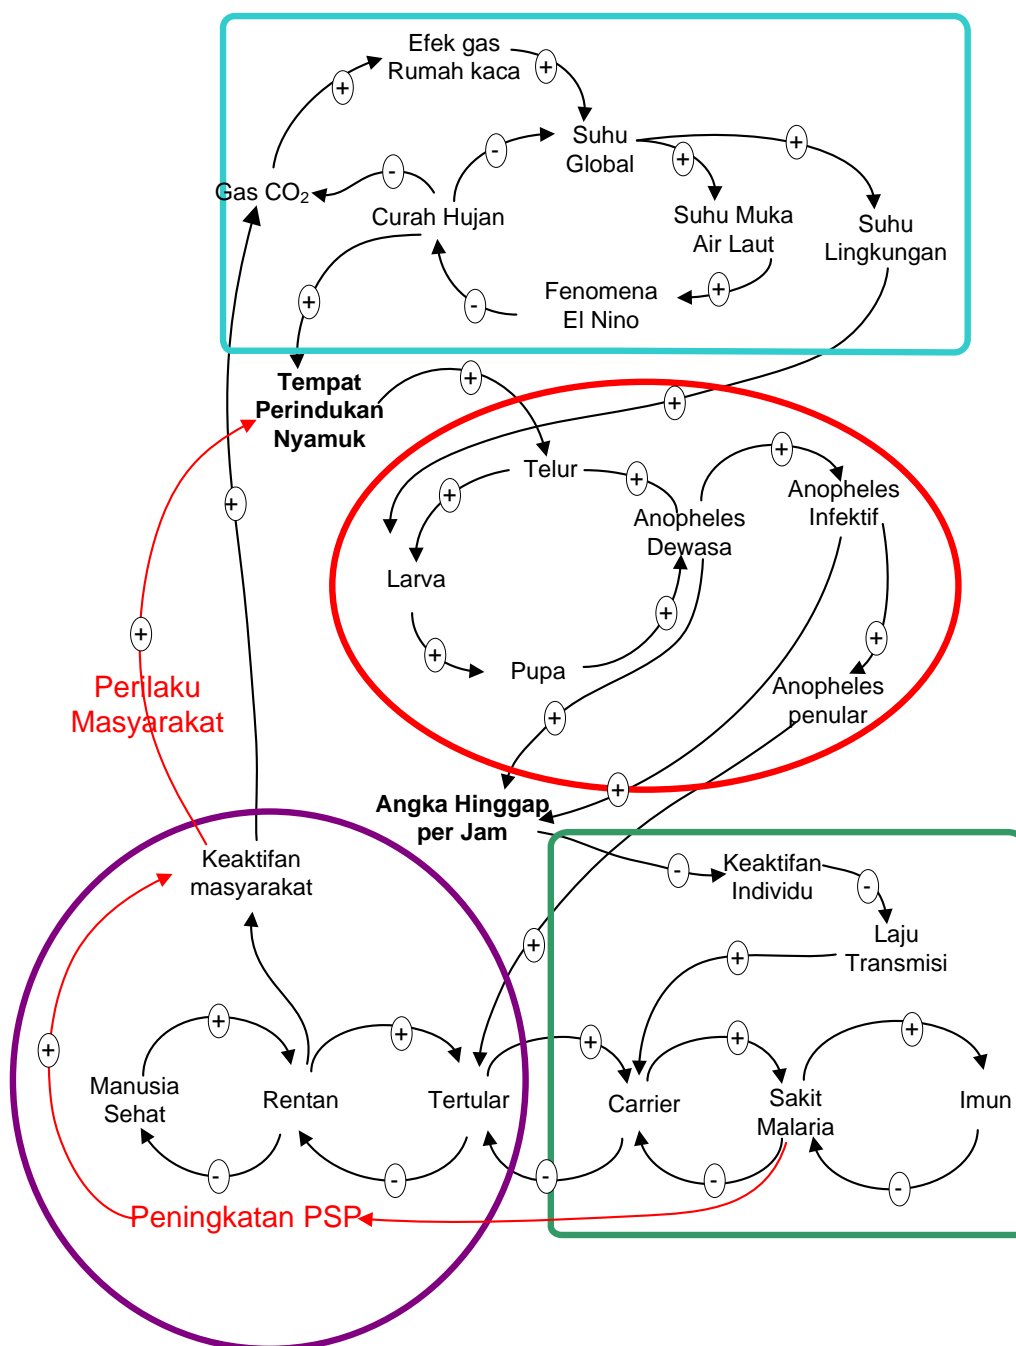 Efek gas
Rumah kaca
+
+
Suhu
Global
-
+
+
-
Gas CO₂
Curah Hujan
Suhu Muka
Air Laut
Suhu
Lingkungan
+
Fenomena
El Nino
+
-
Tempat
Perindukan
Nyamuk
+
+
Telur
+
+
+
Anopheles
Infektif
+
Anopheles
Dewasa
Larva
+
+
+
Pupa
+
Anopheles
penular
Perilaku
Masyarakat
+
+
Angka Hinggap
per Jam
Keaktifan
masyarakat
-
Keaktifan
Individu
-
Laju
Transmisi
+
+
+
+
+
+
+
+
Manusia
Sehat
Rentan
Tertular
Carrier
Sakit
Malaria
Imun
-
-
-
-
-
Peningkatan PSP